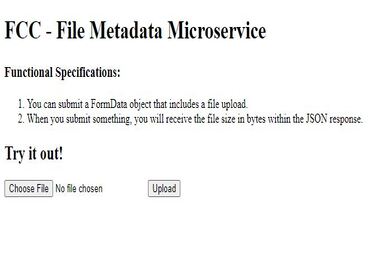 FCC - File Metadata Microservice
Functional Specifications:
1. You can submit a FormData object that includes a file upload.
2. When you submit something, you will receive the file size in bytes within the JSON response.
Try it out!
Choose File No file chosen Upload